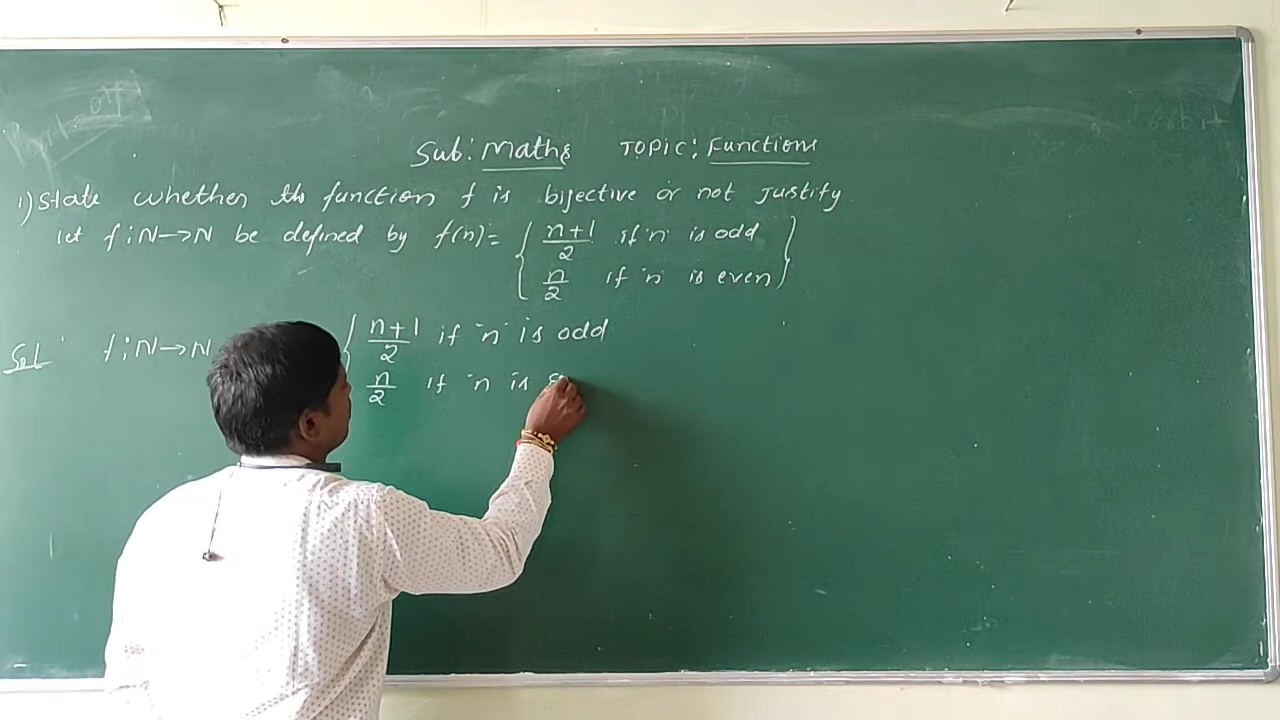 Sub: Maths TOPIC: Functions
1) State whether the function f is bijective or not Justify
let f:N→N be defined by f(n)= { n+1/2 if 'n' is odd
n/2 if 'n' is even }
Sol: f:N→N { n+1/2 if 'n' is odd
n/2 if 'n is